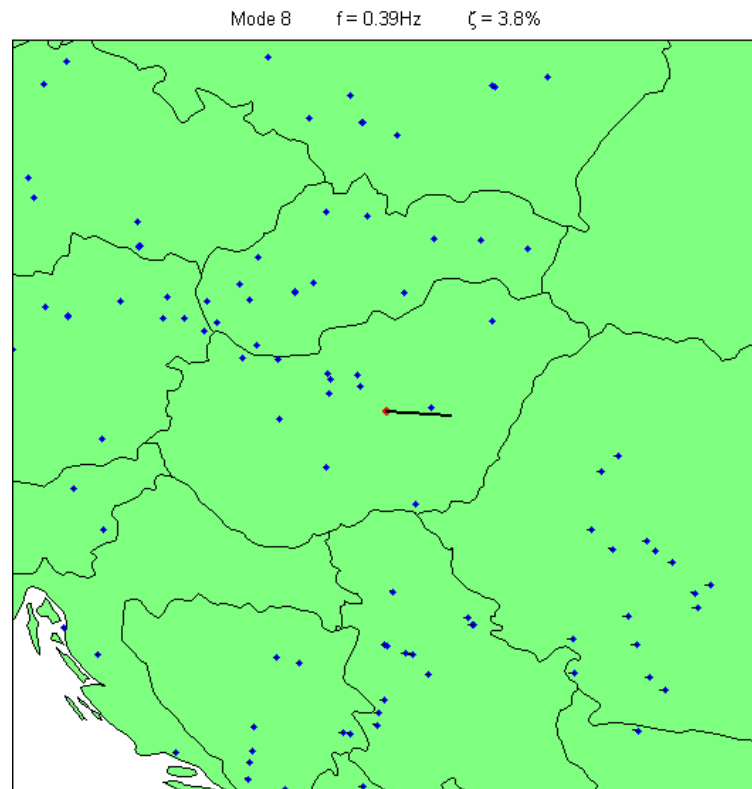 Mode 8 f = 0.39Hz ζ = 3.8%